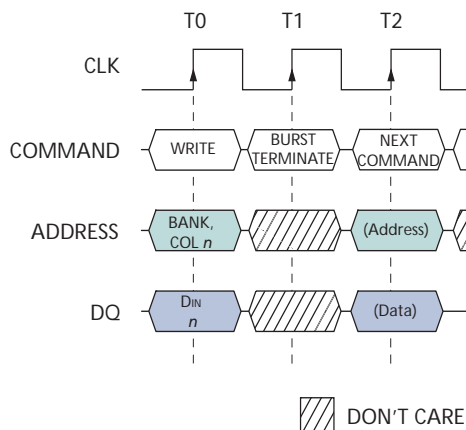 T0 T1 T2
CLK
COMMAND WRITE BURST TERMINATE NEXT COMMAND
ADDRESS BANK, COL n (Address)
DQ DIN n (Data)
DON'T CARE